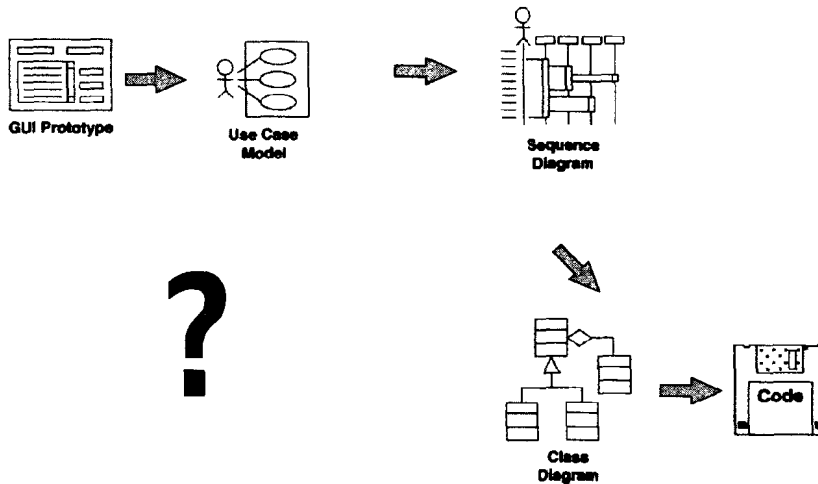 GUI Prototype
Use Case
Model
Sequence
Diagram
?
Class
Diagram
Code